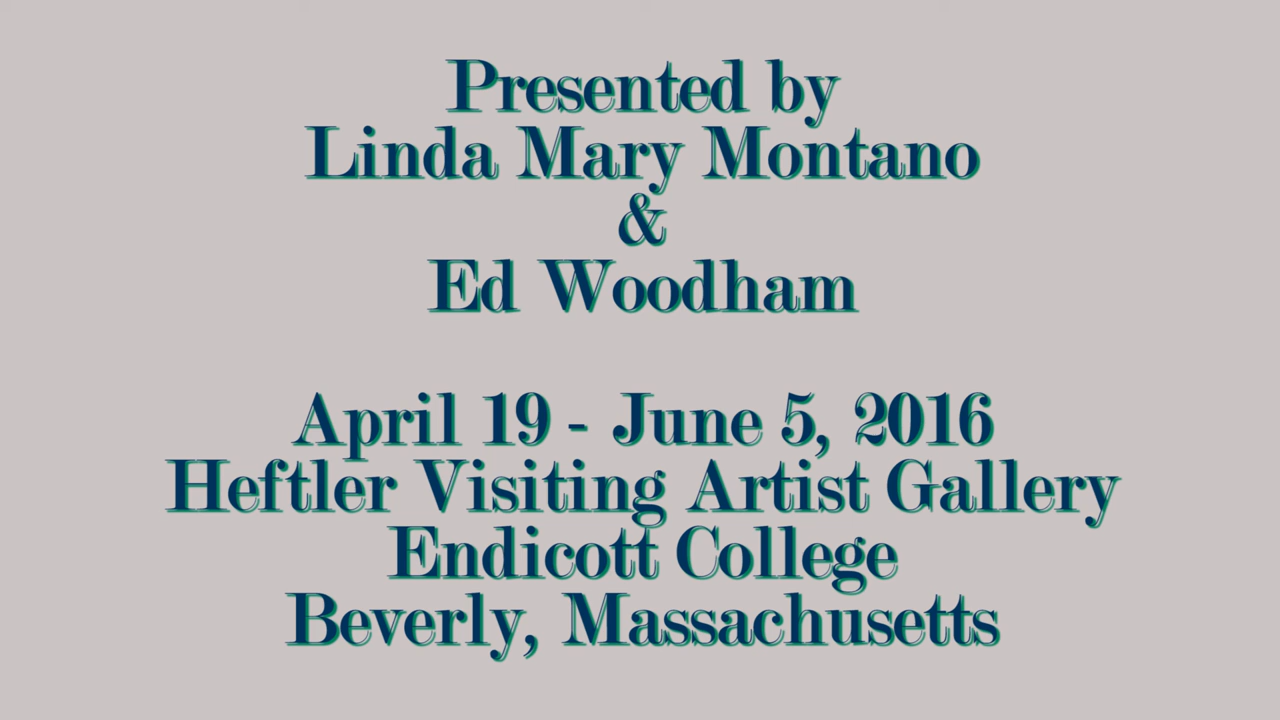 Presented by
Linda Mary Montano
&
Ed Woodham
April 19 - June 5, 2016
Heftler Visiting Artist Gallery
Endicott College
Beverly, Massachusetts